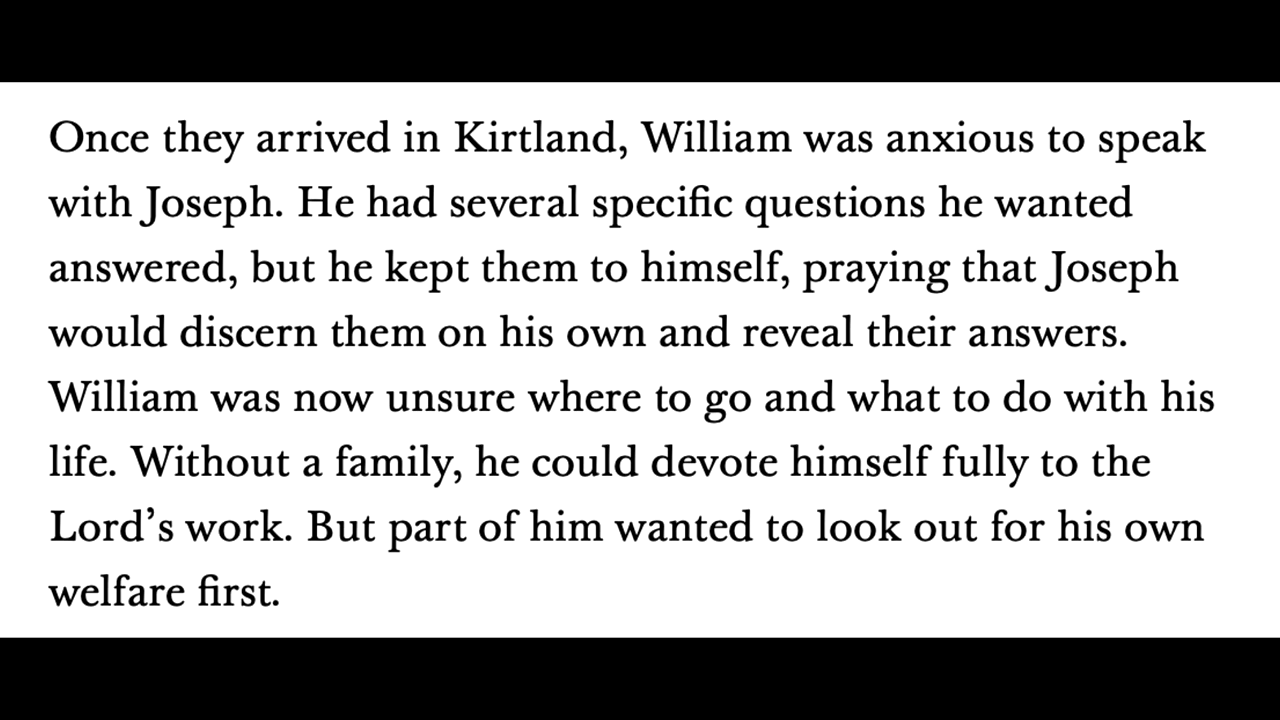 Once they arrived in Kirtland, William was anxious to speak
with Joseph. He had several specific questions he wanted
answered, but he kept them to himself, praying that Joseph
would discern them on his own and reveal their answers.
William was now unsure where to go and what to do with his
life. Without a family, he could devote himself fully to the
Lord’s work. But part of him wanted to look out for his own
welfare first.